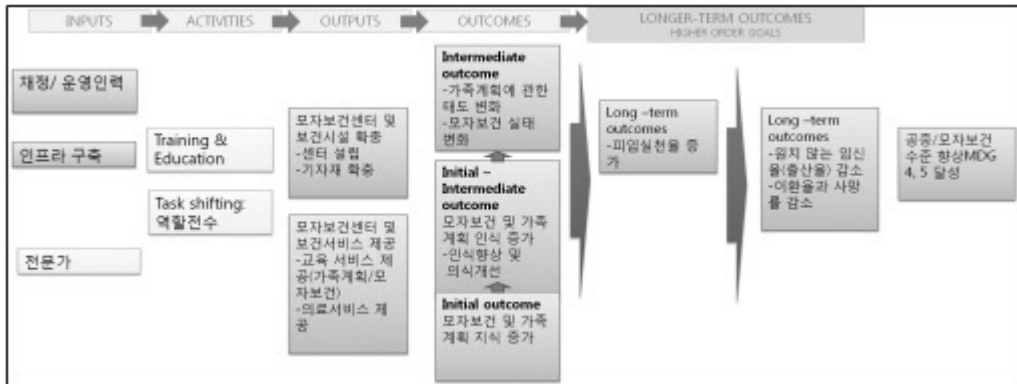 INPUTS
ACTIVITIES
OUTPUTS
OUTCOMES
LONGER-TERM OUTCOMES
HIGHER ORDER GOALS
재정/ 운영인력
인프라 구축
전문가
Training &
Education
Task shifting:
역할전수
모자보건센터 및
보건시설 확충
-센터 설립
-기자재 확충
모자보건센터 및
보건서비스 제공
-교육 서비스 제
공(가족계획/모
자보건)
-의료서비스 제
공
Intermediate
outcome
-가족계획에 관한
태도 변화
-모자보건 실태
변화
Initial –
Intermediate
outcome
모자보건 및 가족
계획 인식 증가
-인식향상 및
의식개선
Initial outcome
모자보건 및 가족
계획 지식 증가
Long –term
outcomes
-피임실천율 증
가
Long –term
outcomes
-원치 않는 임신
율(출산율) 감소
-이환율과 사망
률 감소
공중/모자보건
수준 향상MDG
4, 5 달성